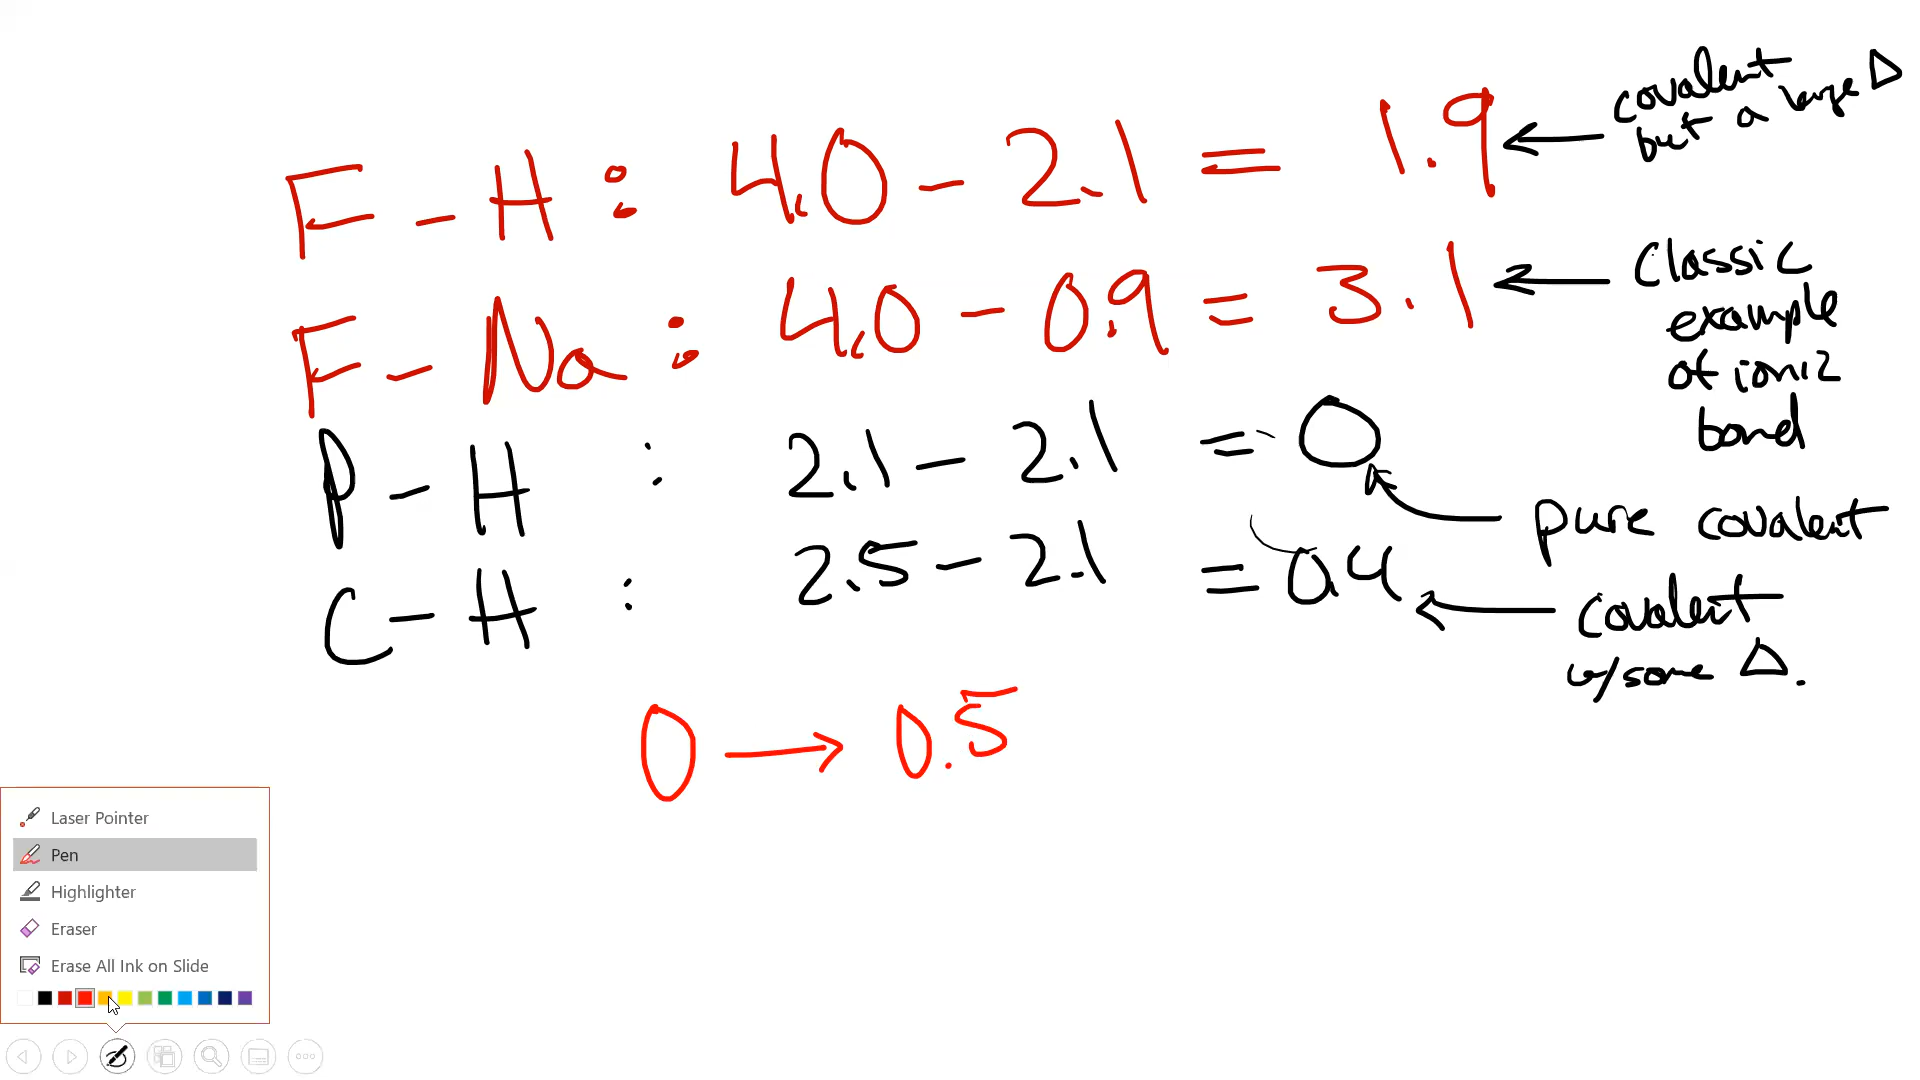 F - H : 4.0 - 2.1 = 1.9 ← covalent
but a large Δ
F - Na : 4.0 - 0.9 = 3.1 ← Classic
example
of ionic
bond
P - H : 2.1 - 2.1 = 0 ← pure covalent
C - H : 2.5 - 2.1 = 0.4 ← covalent
w/some Δ.
0 → 0.5
Laser Pointer
Pen
Highlighter
Eraser
Erase All Ink on Slide